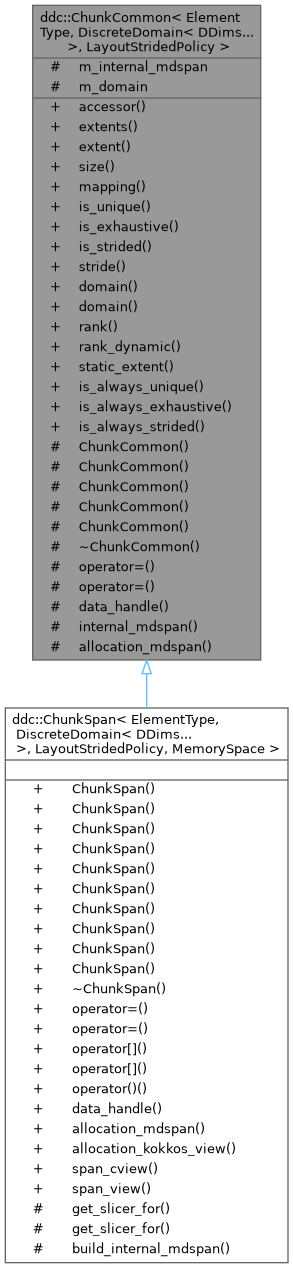 ddc::ChunkCommon< Element
Type, DiscreteDomain< DDims...
>, LayoutStridedPolicy >
# m_internal_mdspan
# m_domain
+ accessor()
+ extents()
+ extent()
+ size()
+ mapping()
+ is_unique()
+ is_exhaustive()
+ is_strided()
+ stride()
+ domain()
+ domain()
+ rank()
+ rank_dynamic()
+ static_extent()
+ is_always_unique()
+ is_always_exhaustive()
+ is_always_strided()
# ChunkCommon()
# ChunkCommon()
# ChunkCommon()
# ChunkCommon()
# ChunkCommon()
# ~ChunkCommon()
# operator=()
# operator=()
# data_handle()
# internal_mdspan()
# allocation_mdspan()
ddc::ChunkSpan< ElementType,
DiscreteDomain< DDims...
>, LayoutStridedPolicy, MemorySpace >
+ ChunkSpan()
+ ChunkSpan()
+ ChunkSpan()
+ ChunkSpan()
+ ChunkSpan()
+ ChunkSpan()
+ ChunkSpan()
+ ChunkSpan()
+ ChunkSpan()
+ ChunkSpan()
+ ~ChunkSpan()
+ operator=()
+ operator=()
+ operator[]()
+ operator[]()
+ operator()()
+ data_handle()
+ allocation_mdspan()
+ allocation_kokkos_view()
+ span_cview()
+ span_view()
# get_slicer_for()
# get_slicer_for()
# build_internal_mdspan()